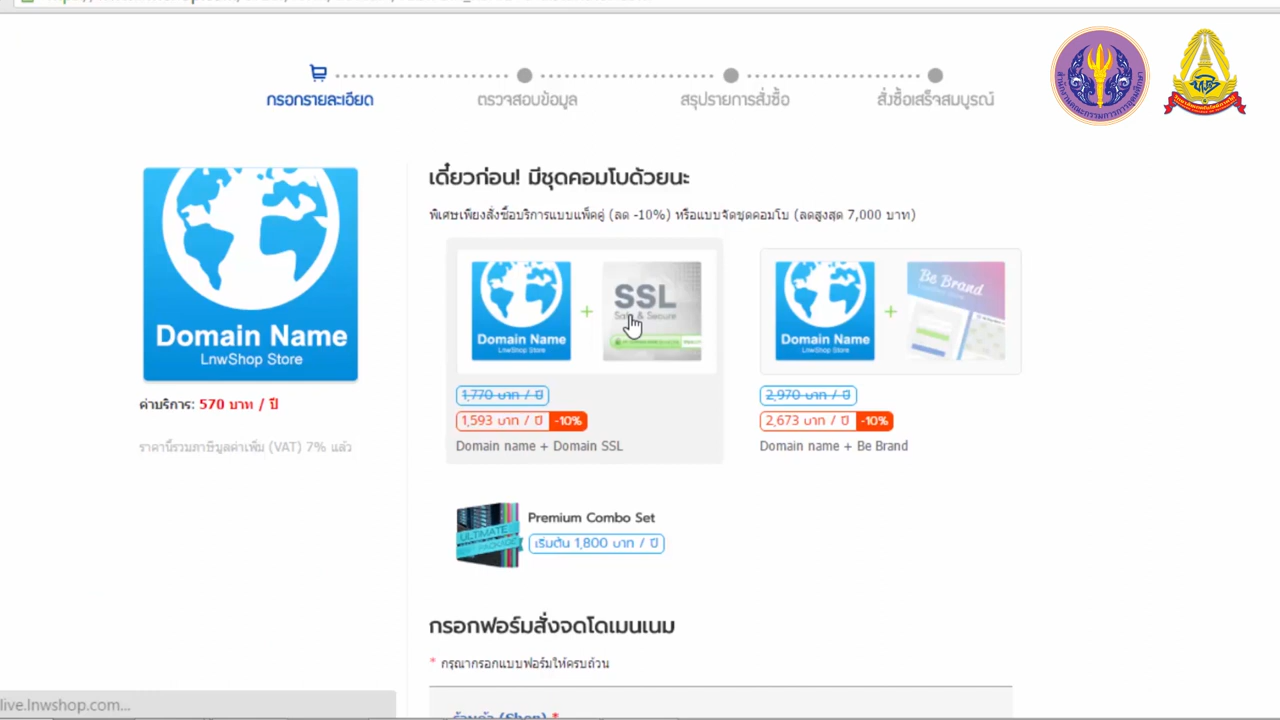 กรอกรายละเอียด
ตรวจสอบข้อมูล
สรุปรายการสั่งซื้อ
สั่งซื้อเสร็จสมบูรณ์
Domain Name
LnwShop Store
ค่าบริการ: 570 บาท / ปี
ราคานี้รวมภาษีมูลค่าเพิ่ม (VAT) 7% แล้ว
เดี๋ยวก่อน! มีชุดคอมโบด้วยนะ
พิเศษเพียงสั่งซื้อบริการแบบแพ็คคู่ (ลด -10%) หรือแบบจัดชุดคอมโบ (ลดสูงสุด 7,000 บาท)
Domain Name
LnwShop Store
+
SSL
Safe & Secure
1,770 บาท / ปี
1,593 บาท / ปี -10%
Domain name + Domain SSL
Domain Name
LnwShop Store
+
Be Brand
2,970 บาท / ปี
2,673 บาท / ปี -10%
Domain name + Be Brand
ULTIMATE
Premium Combo Set
เริ่มต้น 1,800 บาท / ปี
กรอกฟอร์มสั่งจดโดเมนเนม
* กรุณากรอกแบบฟอร์มให้ครบถ้วน
ร้านค้า (Shop) *
live.lnwshop.com...